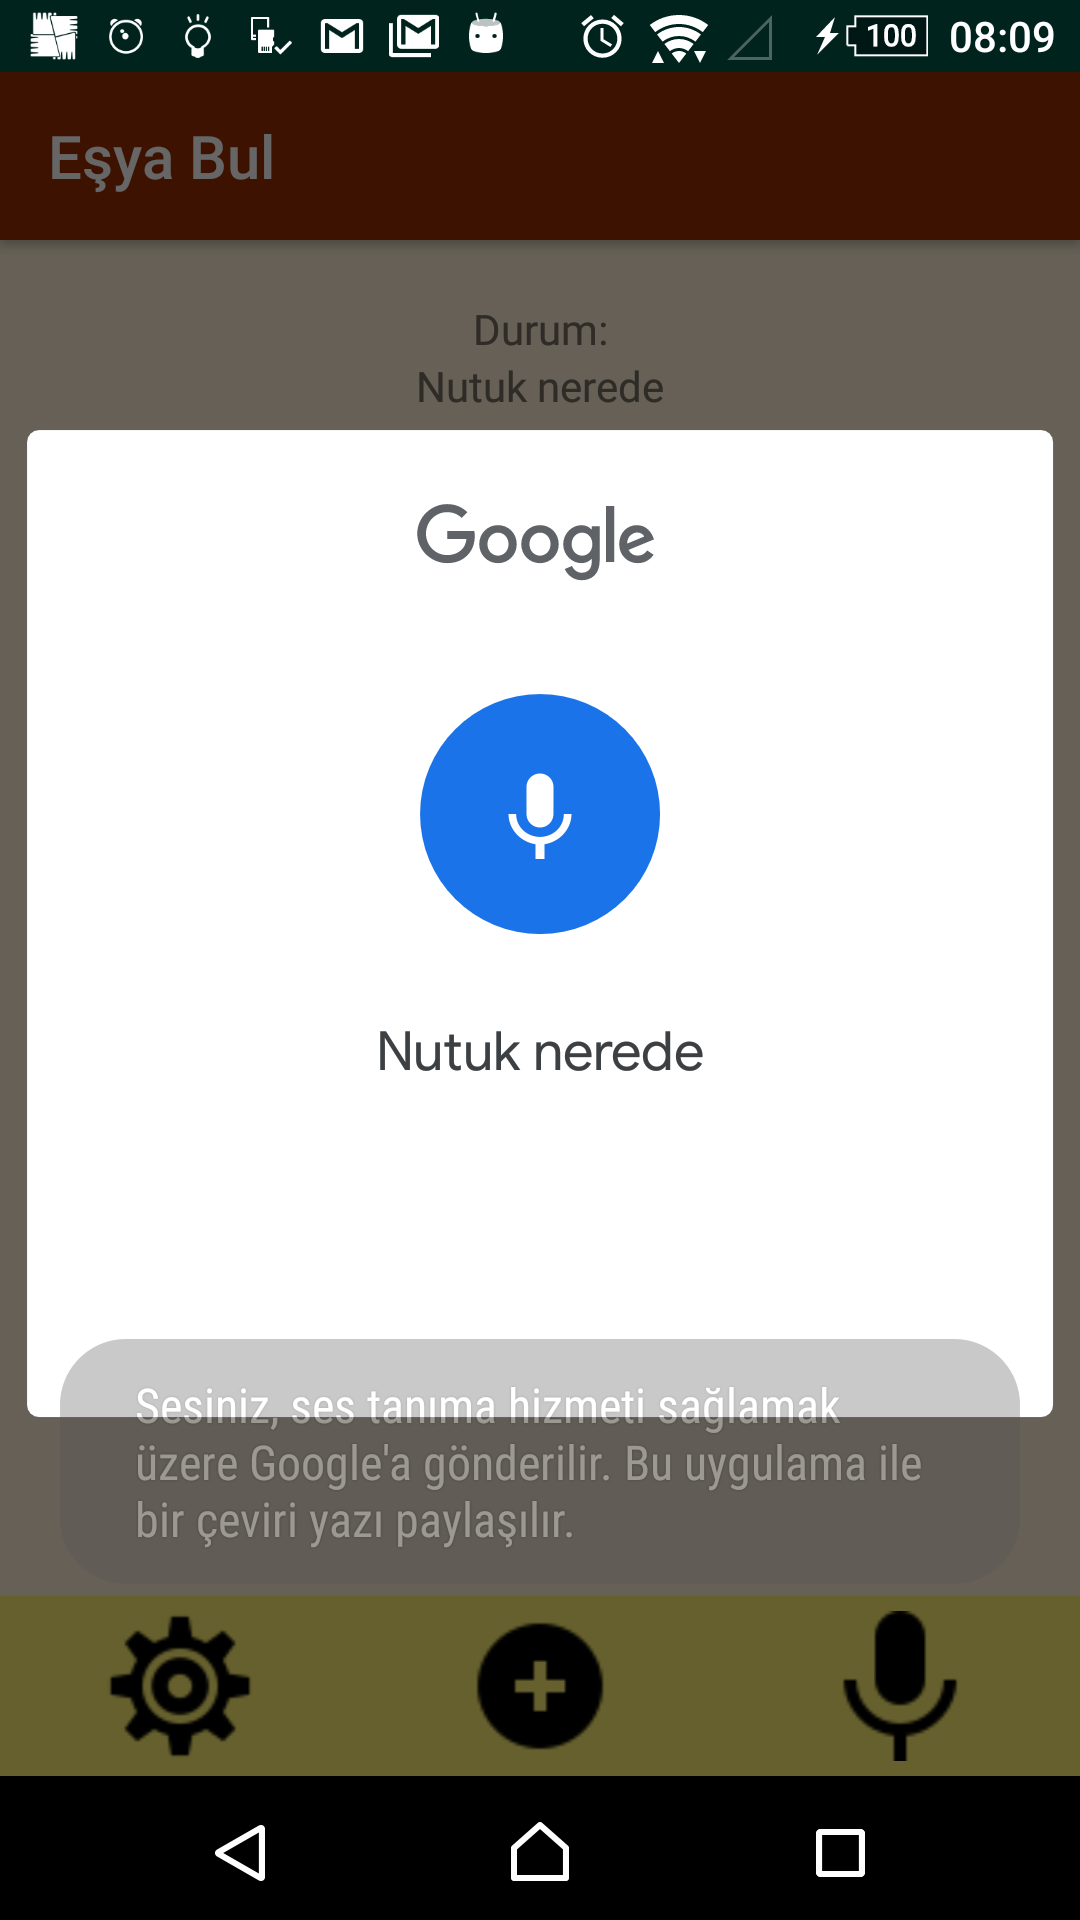 100 08:09
Eşya Bul
Durum:
Nutuk nerede
Google
Nutuk nerede
Sesiniz, ses tanıma hizmeti sağlamak
üzere Google'a gönderilir. Bu uygulama ile
bir çeviri yazı paylaşılır.